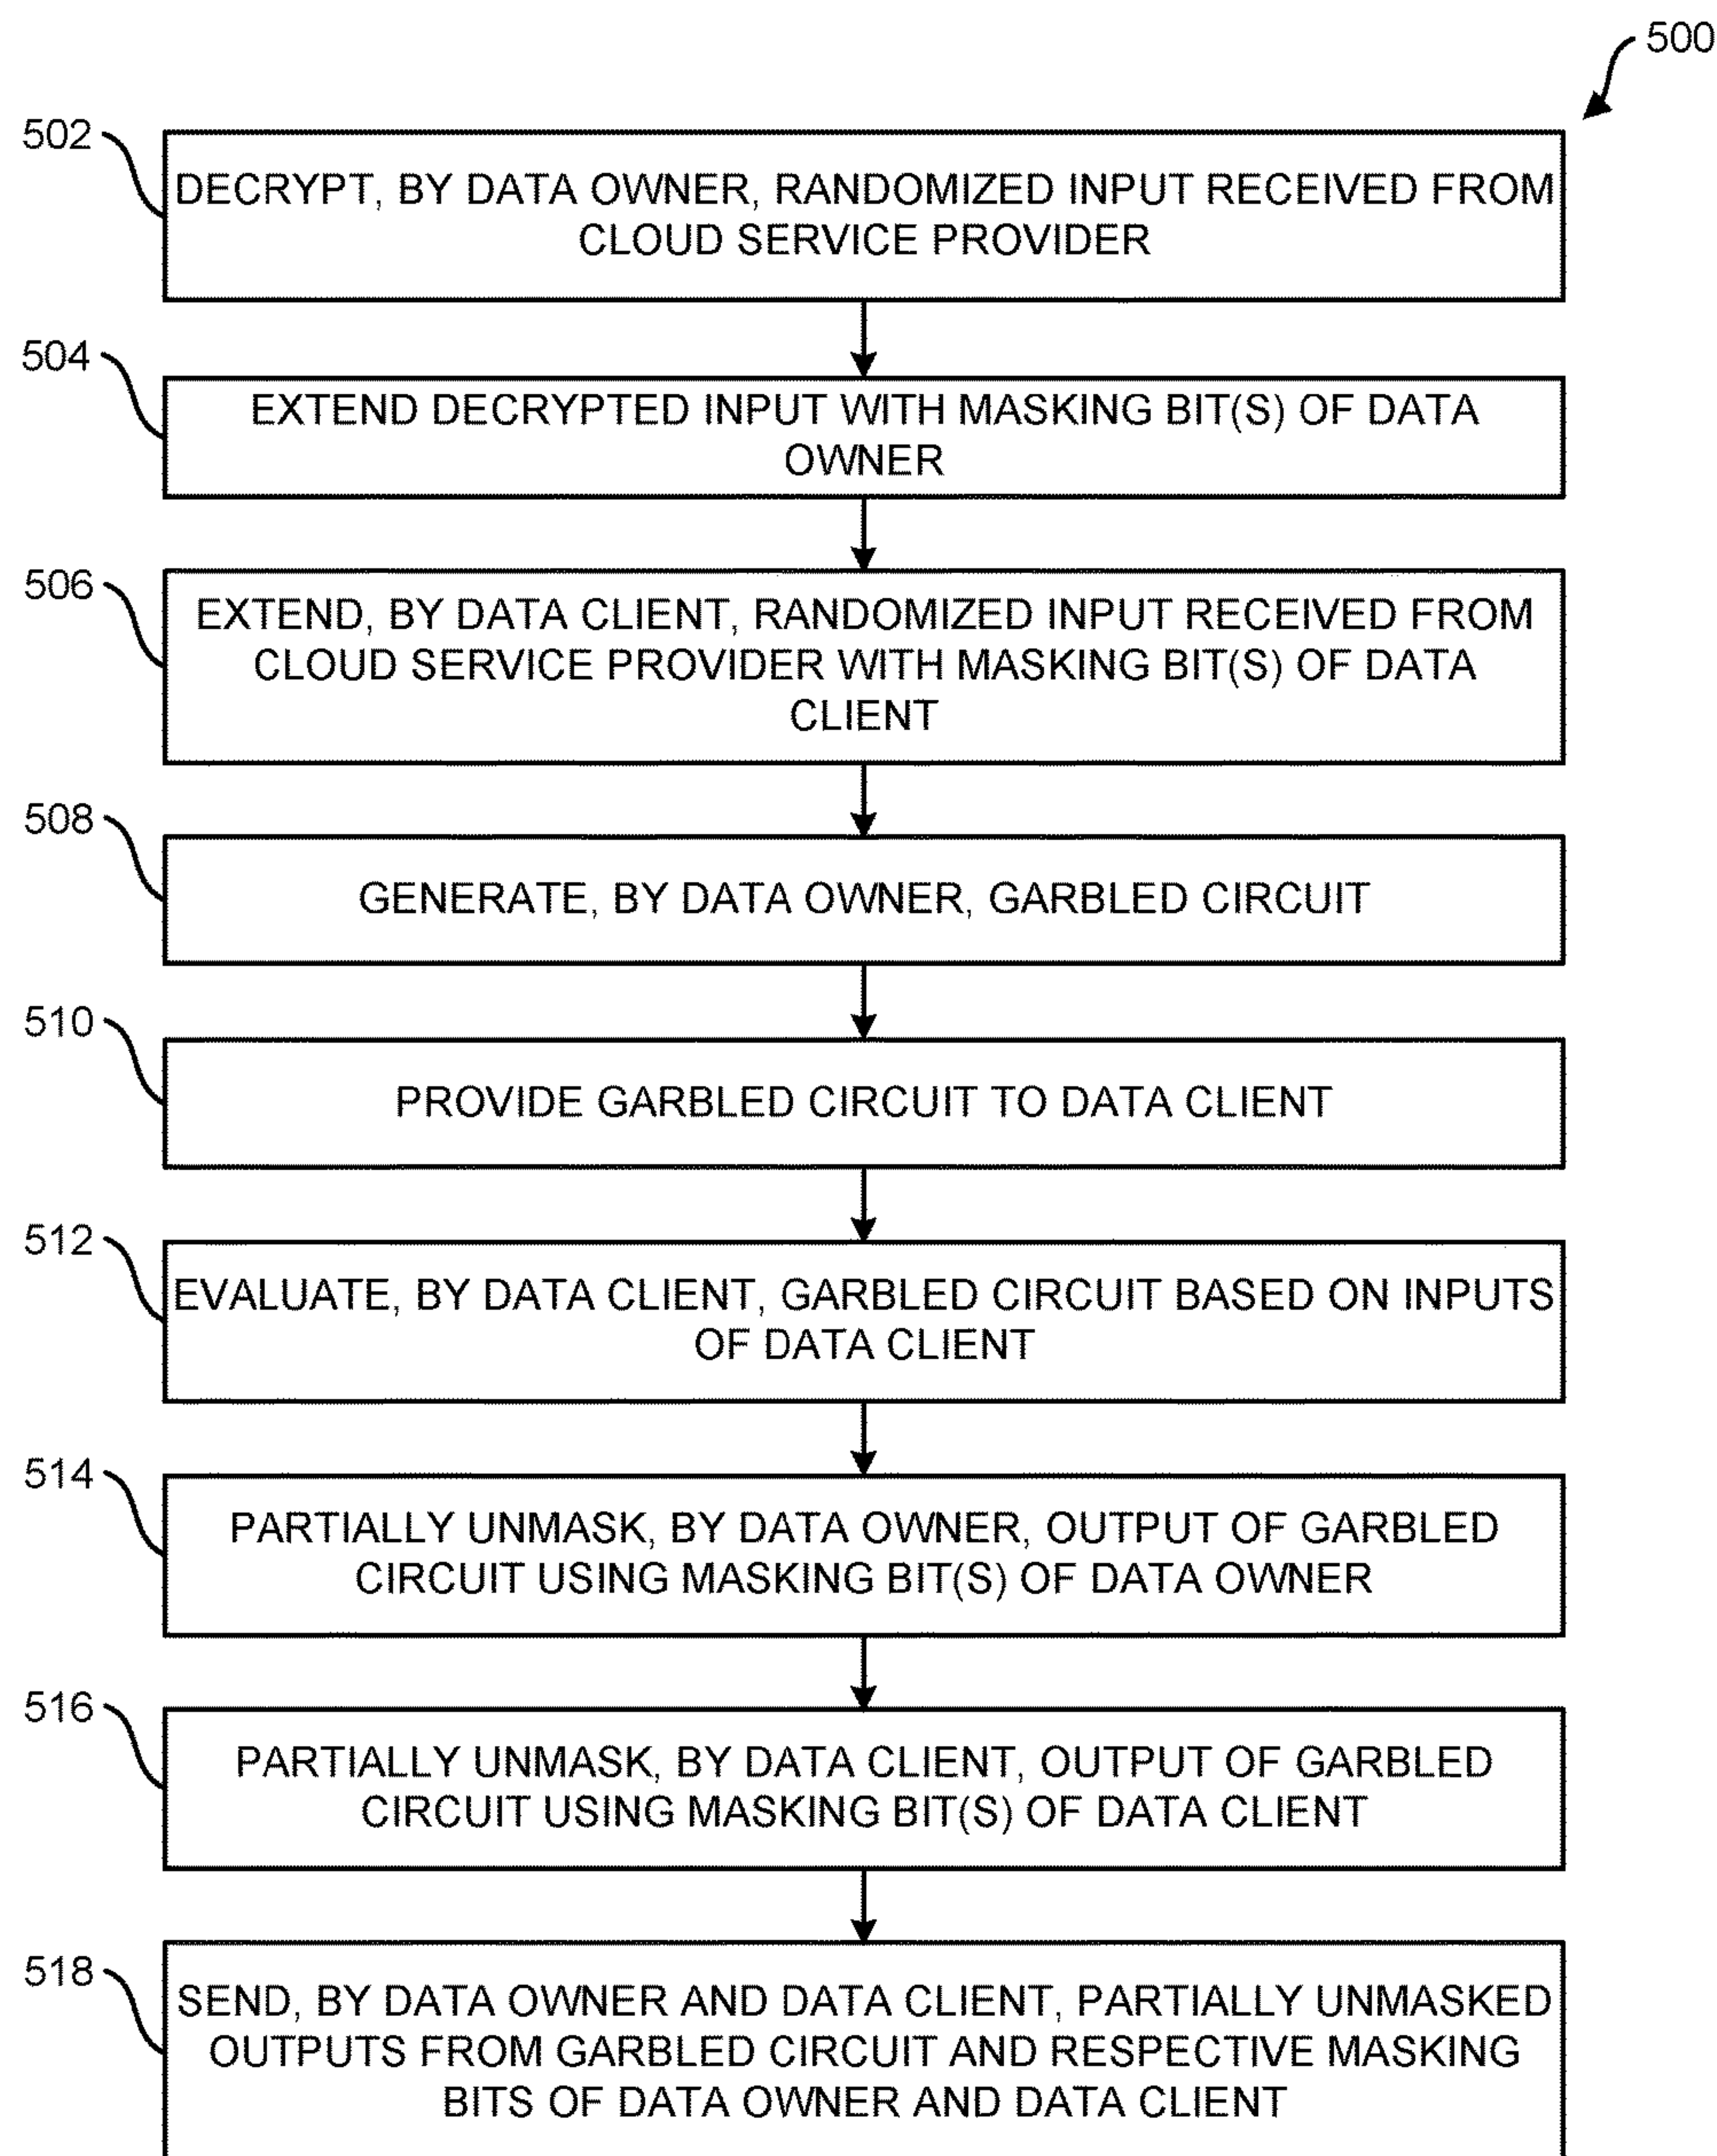 500
502
DECRYPT, BY DATA OWNER, RANDOMIZED INPUT RECEIVED FROM
CLOUD SERVICE PROVIDER
504
EXTEND DECRYPTED INPUT WITH MASKING BIT(S) OF DATA
OWNER
506
EXTEND, BY DATA CLIENT, RANDOMIZED INPUT RECEIVED FROM
CLOUD SERVICE PROVIDER WITH MASKING BIT(S) OF DATA
CLIENT
508
GENERATE, BY DATA OWNER, GARBLED CIRCUIT
510
PROVIDE GARBLED CIRCUIT TO DATA CLIENT
512
EVALUATE, BY DATA CLIENT, GARBLED CIRCUIT BASED ON INPUTS
OF DATA CLIENT
514
PARTIALLY UNMASK, BY DATA OWNER, OUTPUT OF GARBLED
CIRCUIT USING MASKING BIT(S) OF DATA OWNER
516
PARTIALLY UNMASK, BY DATA CLIENT, OUTPUT OF GARBLED
CIRCUIT USING MASKING BIT(S) OF DATA CLIENT
518
SEND, BY DATA OWNER AND DATA CLIENT, PARTIALLY UNMASKED
OUTPUTS FROM GARBLED CIRCUIT AND RESPECTIVE MASKING
BITS OF DATA OWNER AND DATA CLIENT